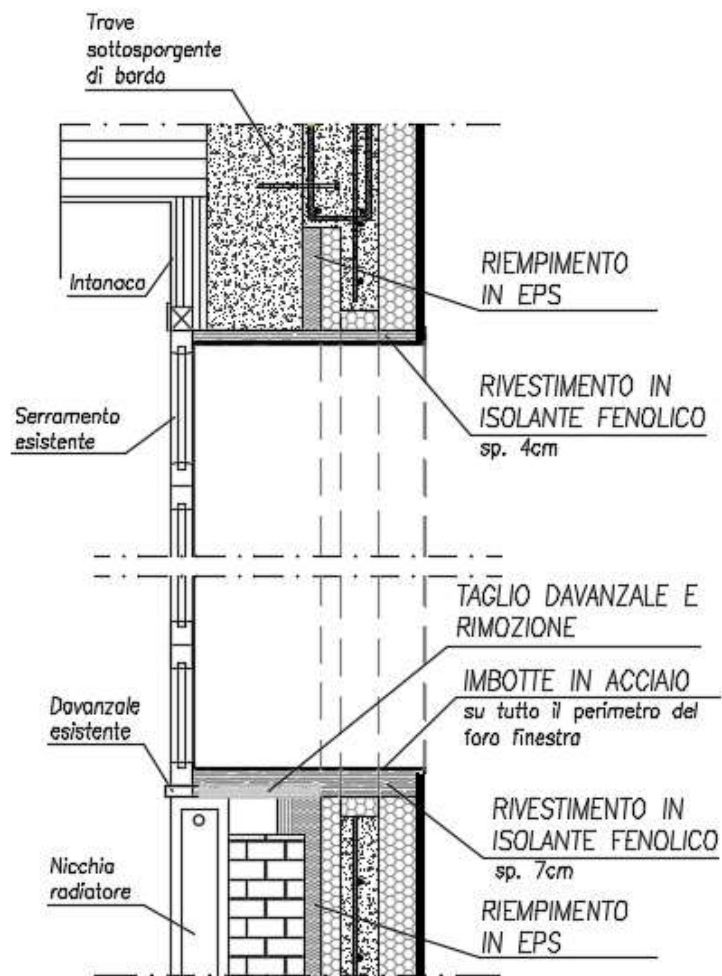 Trave
sottosporgente
di bordo
Intonaco
RIEMPIMENTO
IN EPS
RIVESTIMENTO IN
ISOLANTE FENOLICO
sp. 4cm
Serramento
esistente
TAGLIO DAVANZALE E
RIMOZIONE
IMBOTTE IN ACCIAIO
su tutto il perimetro del
foro finestra
Davanzale
esistente
RIVESTIMENTO IN
ISOLANTE FENOLICO
sp. 7cm
Nicchia
radiatore
RIEMPIMENTO
IN EPS